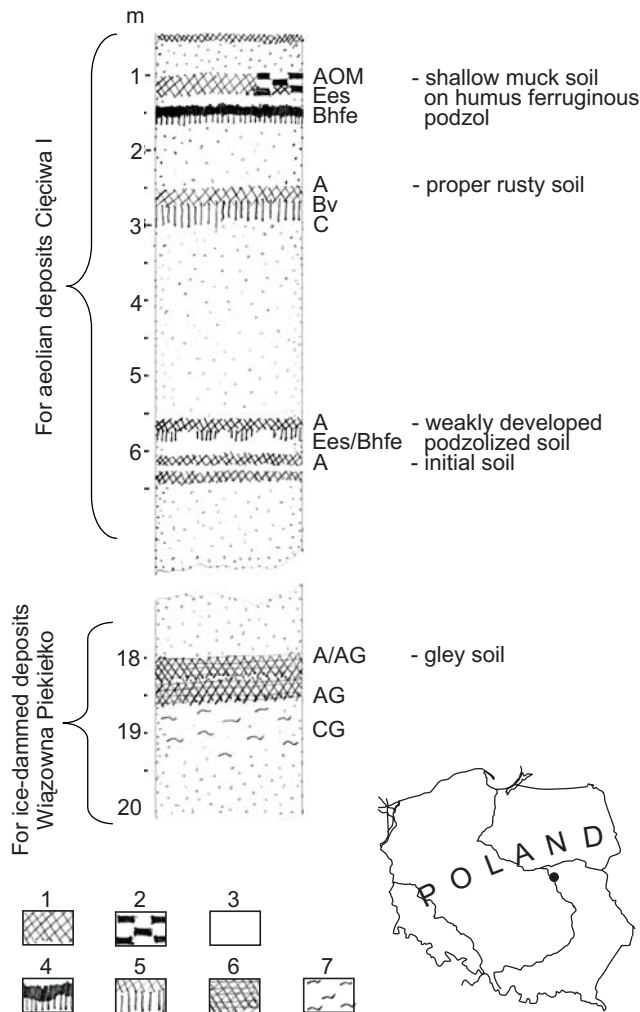 m
1
AOM - shallow muck soil
Ees on humus ferruginous
Bhfe podzol
2
A - proper rusty soil
Bv
3
C
4
5
A - weakly developed
Ees/Bhfe podzolized soil
6
A - initial soil
For aeolian deposits Cięciwa I
18
A/AG - gley soil
AG
19
CG
20
For ice-dammed deposits
Wiązowna Piekiełko
POLAND
1 2 3
4 5 6 7